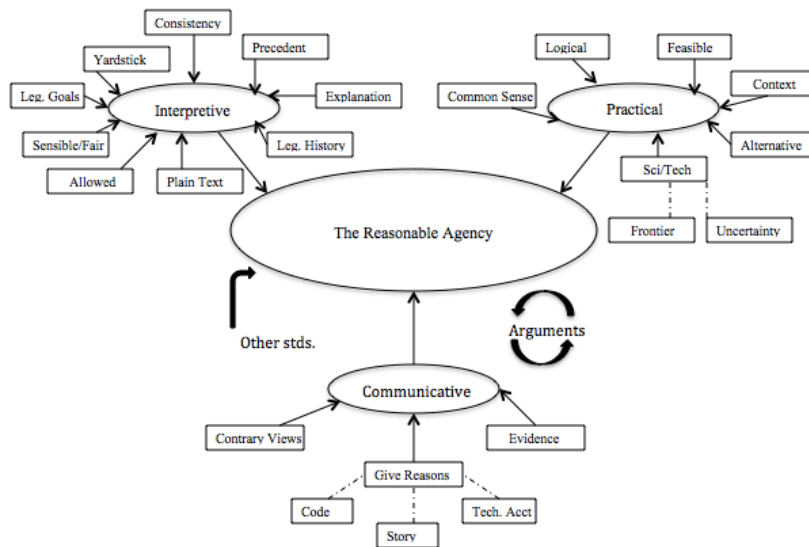 Consistency
Precedent
Yardstick
Leg. Goals
Interpretive
Explanation
Sensible/Fair
Leg. History
Allowed
Plain Text
Logical
Feasible
Common Sense
Practical
Context
Alternative
Sci/Tech
Frontier
Uncertainty
The Reasonable Agency
Other stds.
Arguments
Communicative
Contrary Views
Evidence
Give Reasons
Code
Story
Tech. Acct